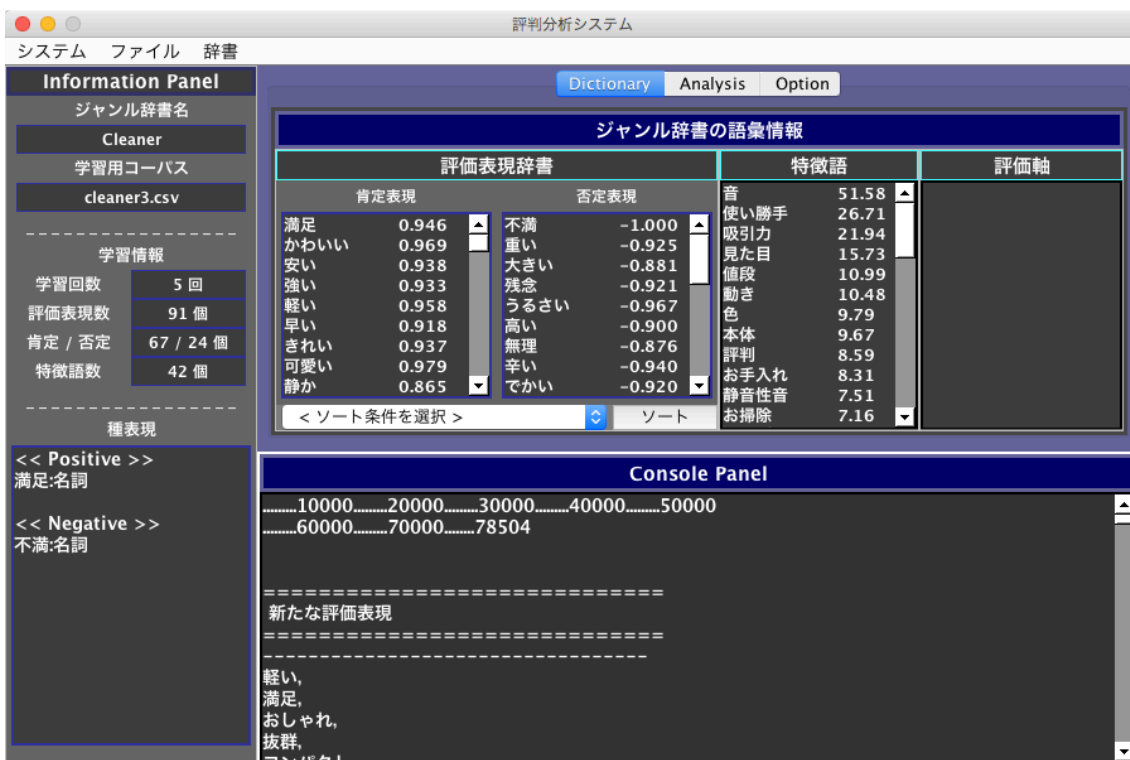 評判分析システム
システム ファイル 辞書
Information Panel
ジャンル辞書名
Cleaner
学習用コーパス
cleaner3.csv
------------------
学習情報
学習回数 5 回
評価表現数 91 個
肯定 / 否定 67 / 24 個
特徴語数 42 個
------------------
種表現
<< Positive >>
満足:名詞
<< Negative >>
不満:名詞
Dictionary Analysis Option
ジャンル辞書の語彙情報
評価表現辞書 特徴語 評価軸
肯定表現 否定表現
満足 0.946 不満 -1.000 音 51.58
かわいい 0.969 重い -0.925 使い勝手 26.71
安い 0.938 大きい -0.881 吸引力 21.94
強い 0.933 残念 -0.921 見た目 15.73
軽い 0.958 うるさい -0.967 値段 10.99
早い 0.918 高い -0.900 動き 10.48
きれい 0.937 無理 -0.876 色 9.79
可愛い 0.979 辛い -0.940 本体 9.67
静か 0.865 でかい -0.920 評判 8.59
お手入れ 8.31
静音性音 7.51
お掃除 7.16
< ソート条件を選択 > ソート
Console Panel
.........10000.........20000.........30000.........40000.........50000
.........60000.........70000........78504
=============================
新たな評価表現
=============================
----------------------------------
軽い,
満足,
おしゃれ,
抜群,